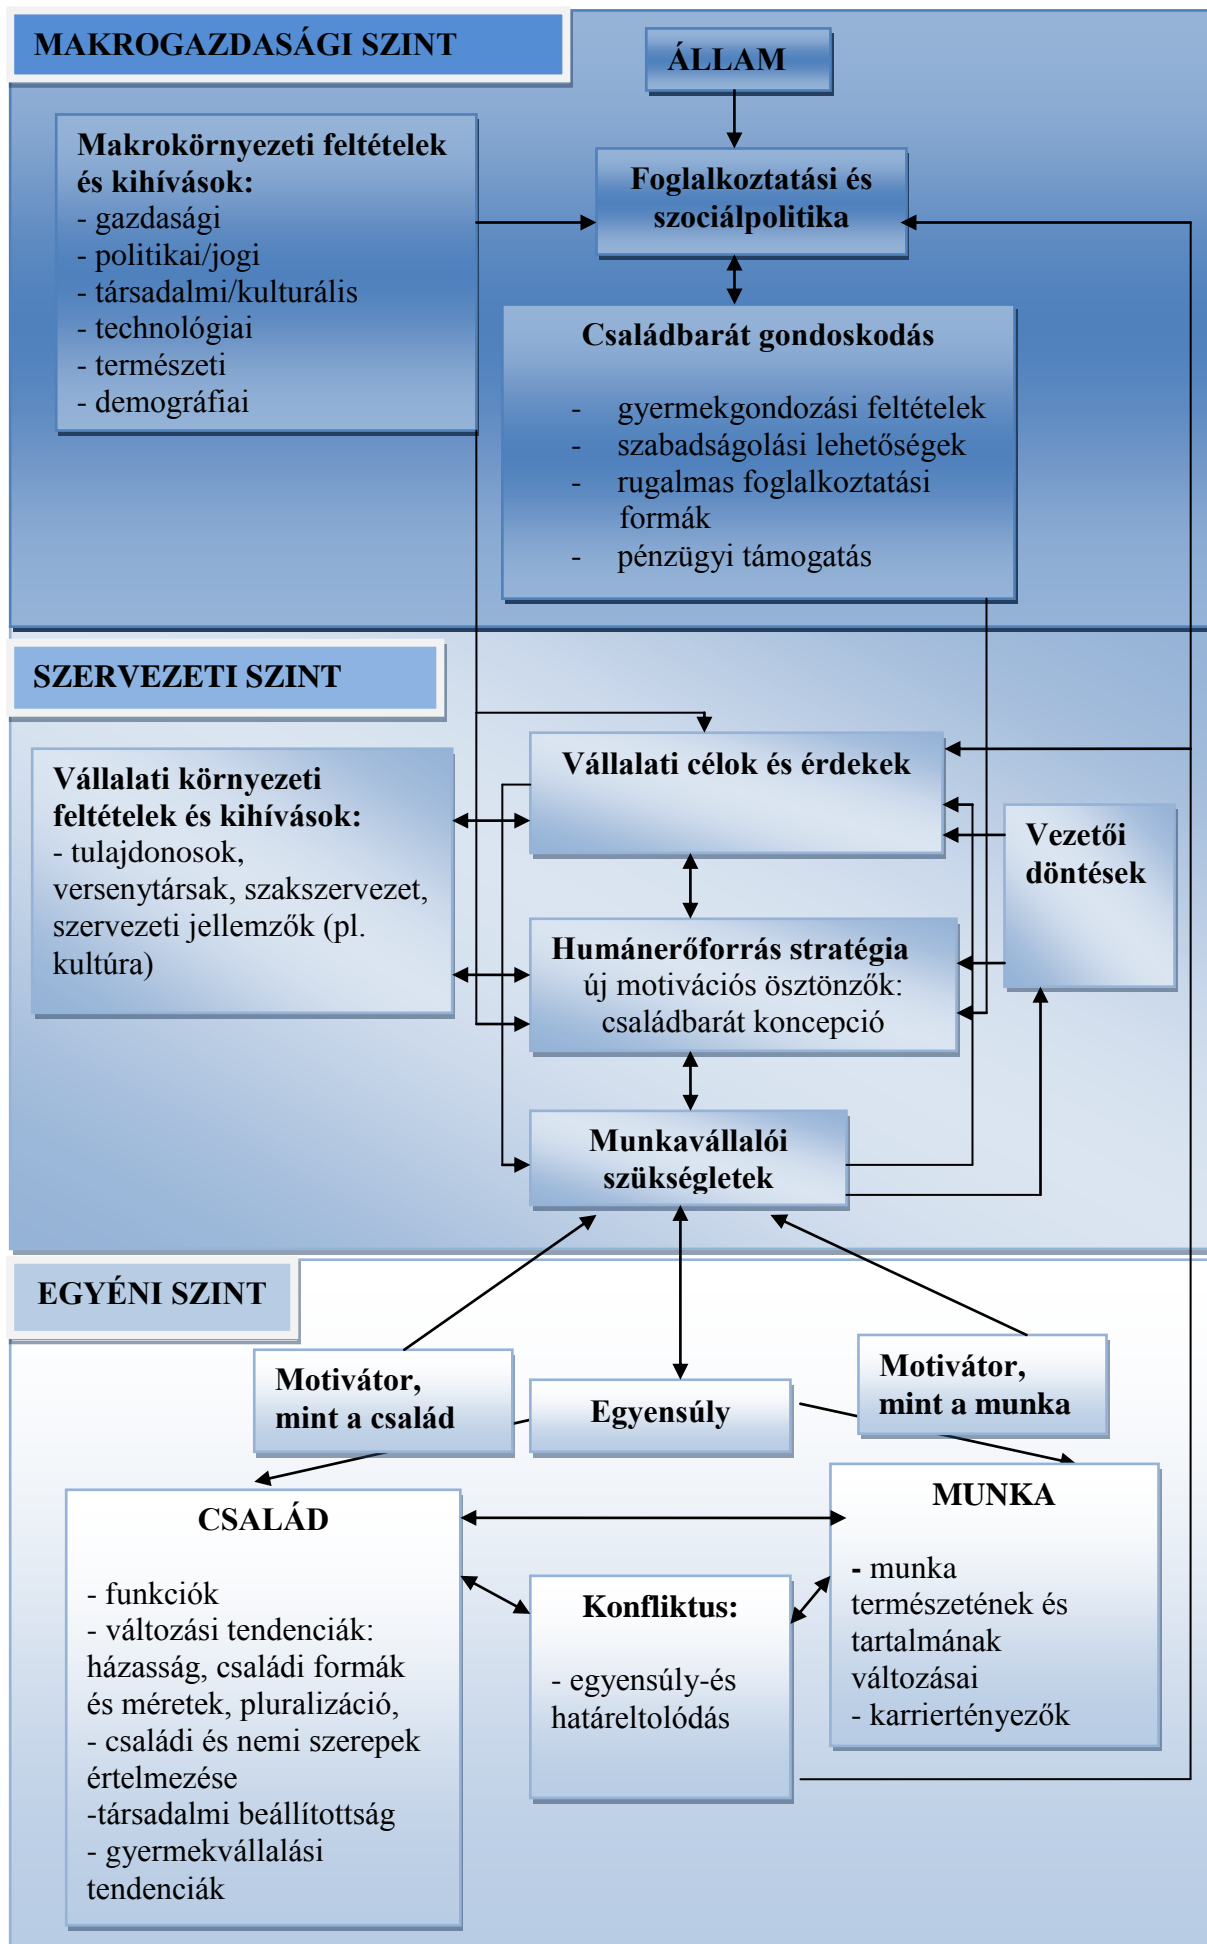 MAKROGAZDASÁGI SZINT
ÁLLAM
Makrokörnyezeti feltételek
és kihívások:
- gazdasági
- politikai/jogi
- társadalmi/kulturális
- technológiai
- természeti
- demográfiai
Foglalkoztatási és
szociálpolitika
Családbarát gondoskodás
- gyermekgondozási feltételek
- szabadságolási lehetőségek
- rugalmas foglalkoztatási
formák
- pénzügyi támogatás
SZERVEZETI SZINT
Vállalati környezeti
feltételek és kihívások:
- tulajdonosok,
versenytársak, szakszervezet,
szervezeti jellemzők (pl.
kultúra)
Vállalati célok és érdekek
Vezetői
döntések
Humánerőforrás stratégia
új motivációs ösztönzők:
családbarát koncepció
Munkavállalói
szükségletek
EGYÉNI SZINT
Motivátor,
mint a család
Egyensúly
Motivátor,
mint a munka
CSALÁD
- funkciók
- változási tendenciák:
házasság, családi formák
és méretek, pluralizáció,
- családi és nemi szerepek
értelmezése
-társadalmi beállítottság
- gyermekvállalási
tendenciák
Konfliktus:
- egyensúly-és
határeltolódás
MUNKA
- munka
természetének és
tartalmának
változásai
- karriertényezők